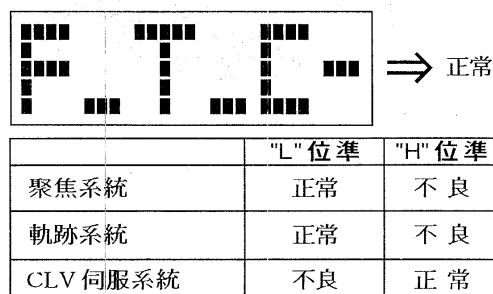 F_T_C- ⇒ 正常
"L"位準 "H"位準
聚焦系統 正常 不良
軌跡系統 正常 不良
CLV伺服系統 不良 正常